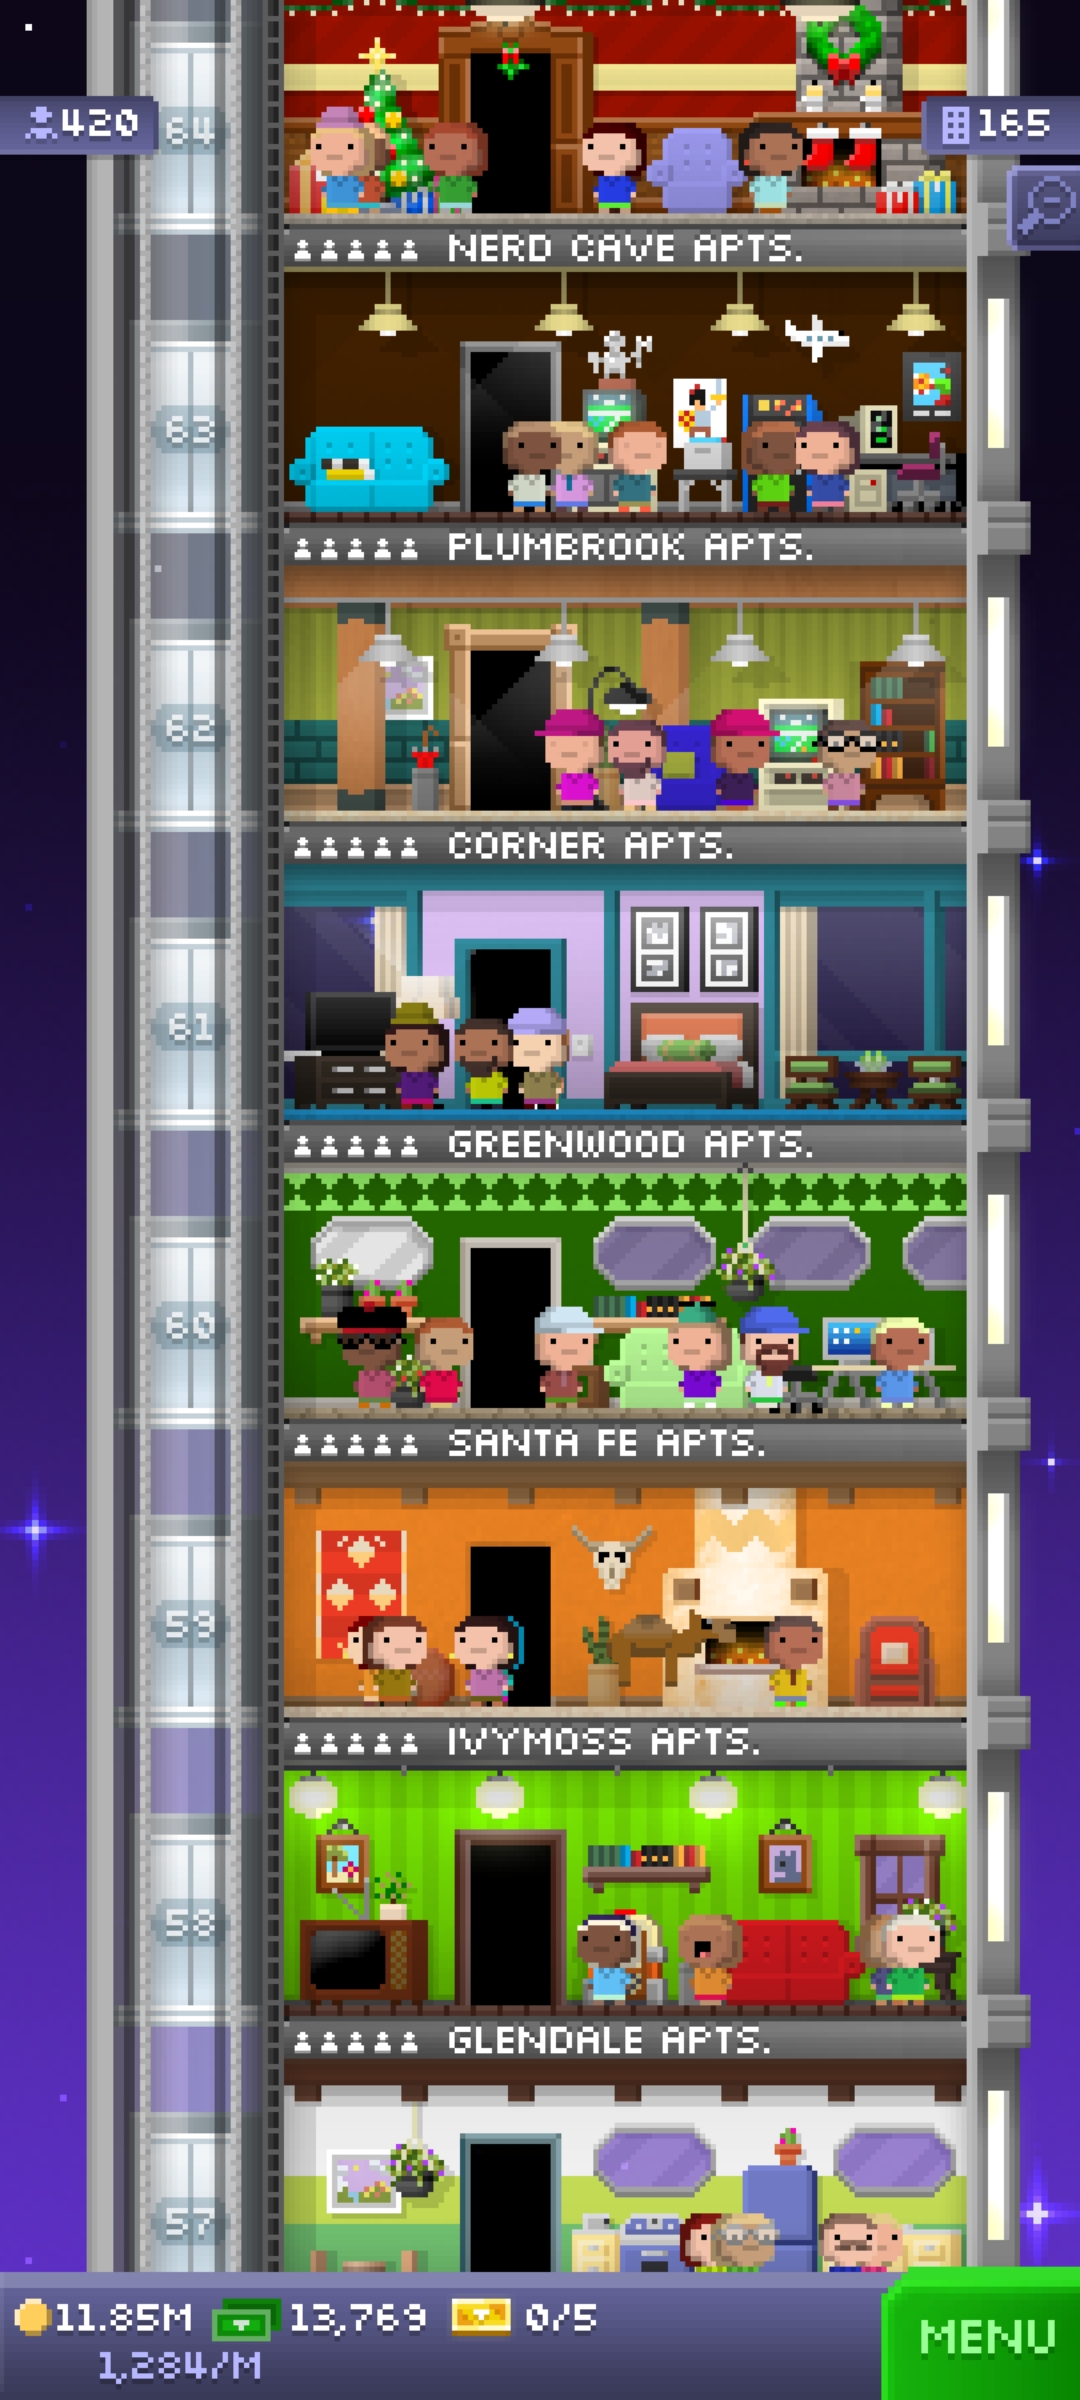 420
64
165
NERD CAVE APTS.
63
PLUMBROOK APTS.
62
CORNER APTS.
61
GREENWOOD APTS.
60
SANTA FE APTS.
59
IVYMOSS APTS.
58
GLENDALE APTS.
57
11.85M 13,769 0/5
1,284/M
MENU